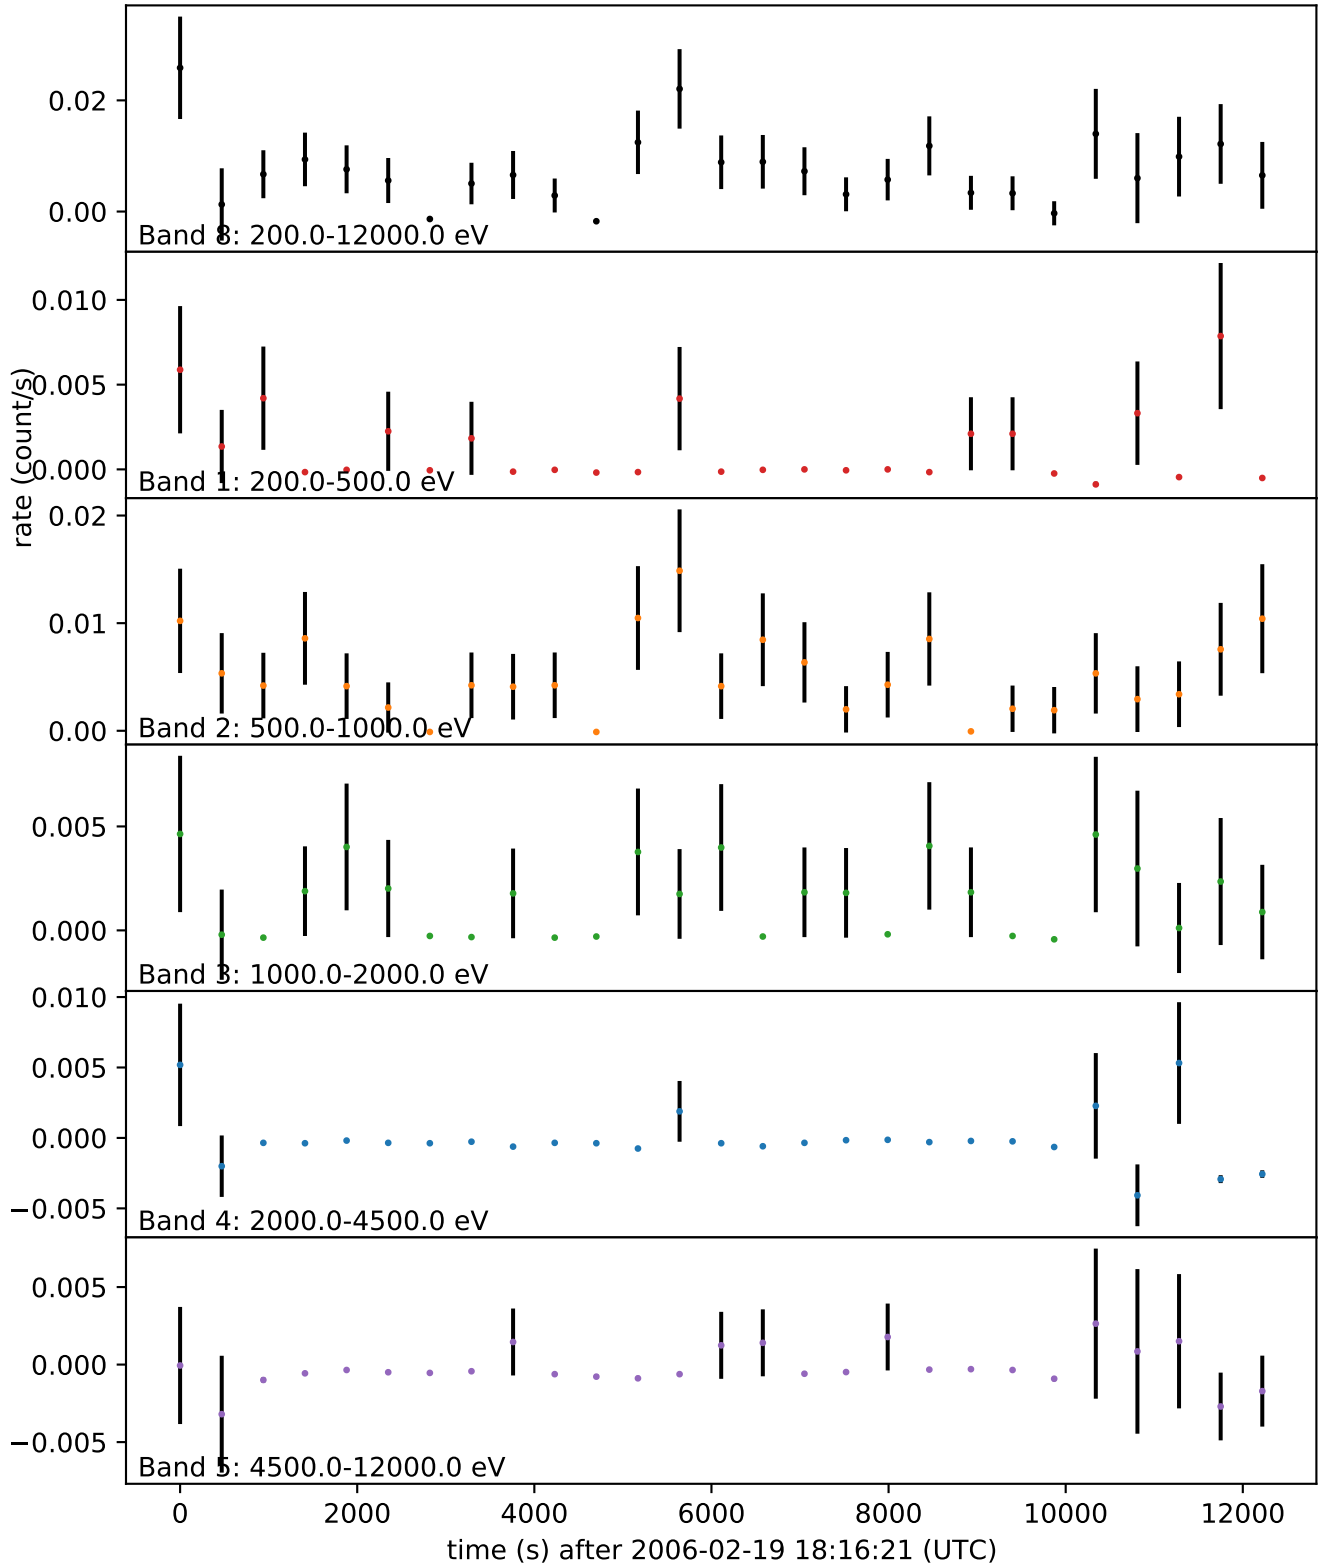 0.02
0.00
Band 8: 200.0-12000.0 eV
0.010
0.005
0.000
Band 1: 200.0-500.0 eV
rate (count/s)
0.02
0.01
0.00
Band 2: 500.0-1000.0 eV
0.005
0.000
Band 3: 1000.0-2000.0 eV
0.010
0.005
0.000
−0.005
Band 4: 2000.0-4500.0 eV
0.005
0.000
−0.005
Band 5: 4500.0-12000.0 eV
0 2000 4000 6000 8000 10000 12000
time (s) after 2006-02-19 18:16:21 (UTC)